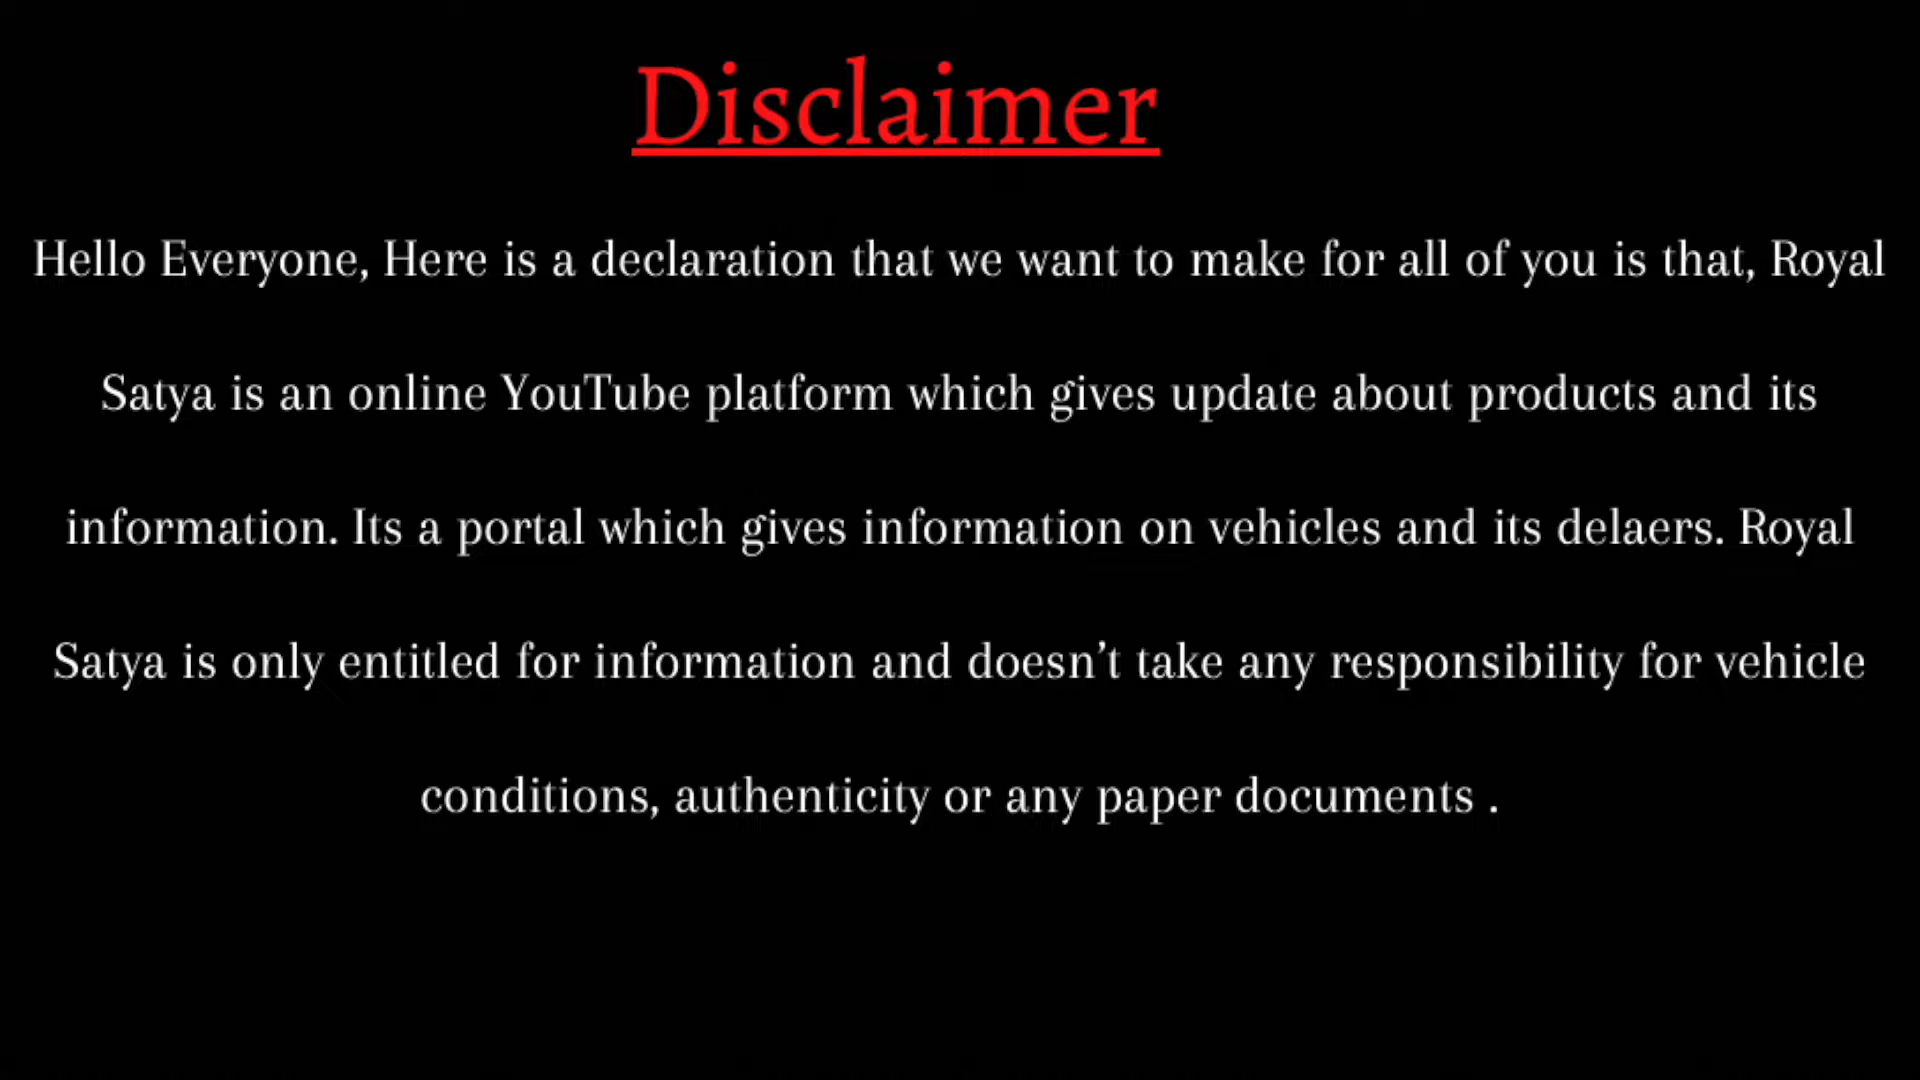 Disclaimer
Hello Everyone, Here is a declaration that we want to make for all of you is that, Royal
Satya is an online YouTube platform which gives update about products and its
information. Its a portal which gives information on vehicles and its delaers. Royal
Satya is only entitled for information and doesn’t take any responsibility for vehicle
conditions, authenticity or any paper documents .